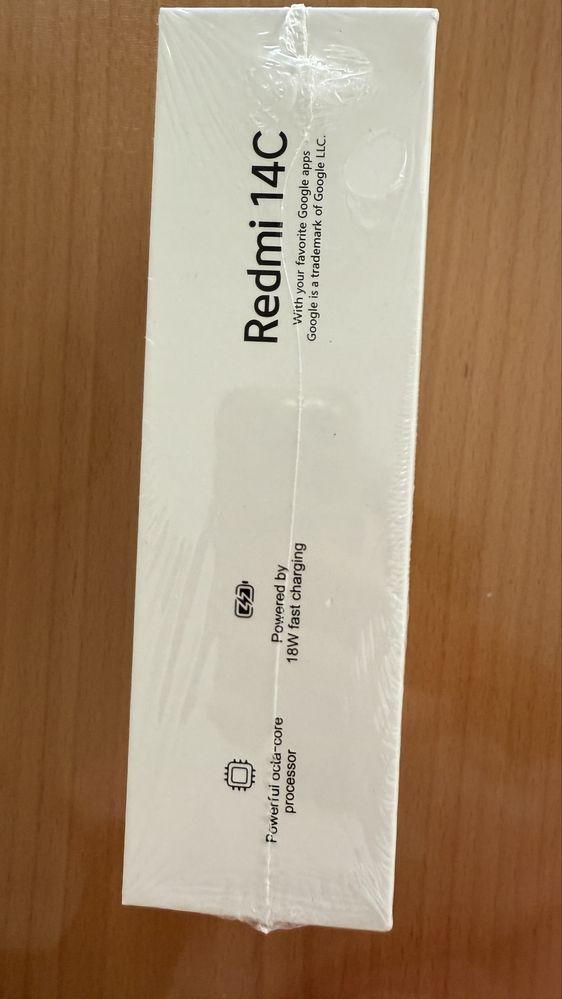 Redmi 14C
With your favorite Google apps
Google is a trademark of Google LLC.
Powered by
18W fast charging
Powerful octa-core
processor